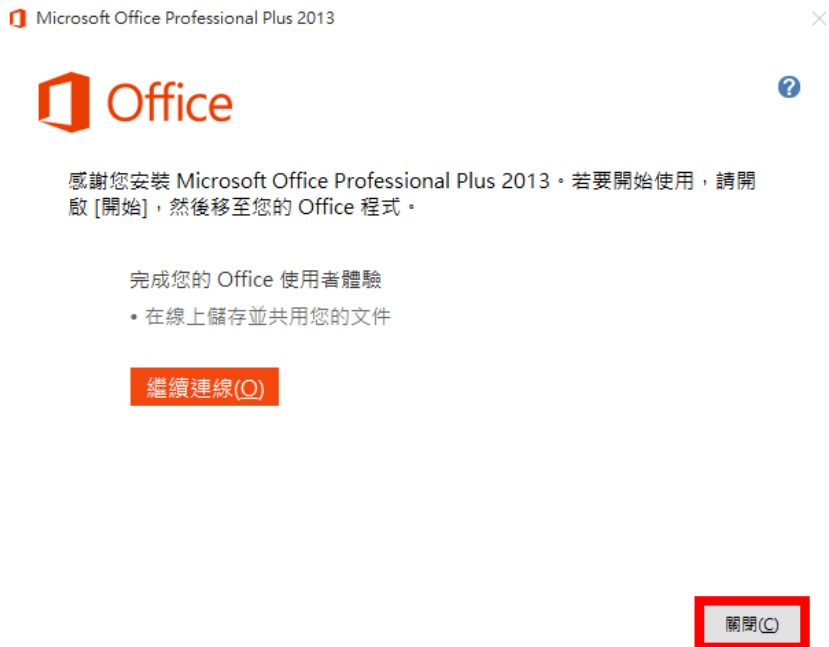 Microsoft Office Professional Plus 2013
Office
?
感謝您安裝 Microsoft Office Professional Plus 2013。若要開始使用，請開
啟 [開始]，然後移至您的 Office 程式。
完成您的 Office 使用者體驗
• 在線上儲存並共用您的文件
繼續連線(O)
關閉(C)